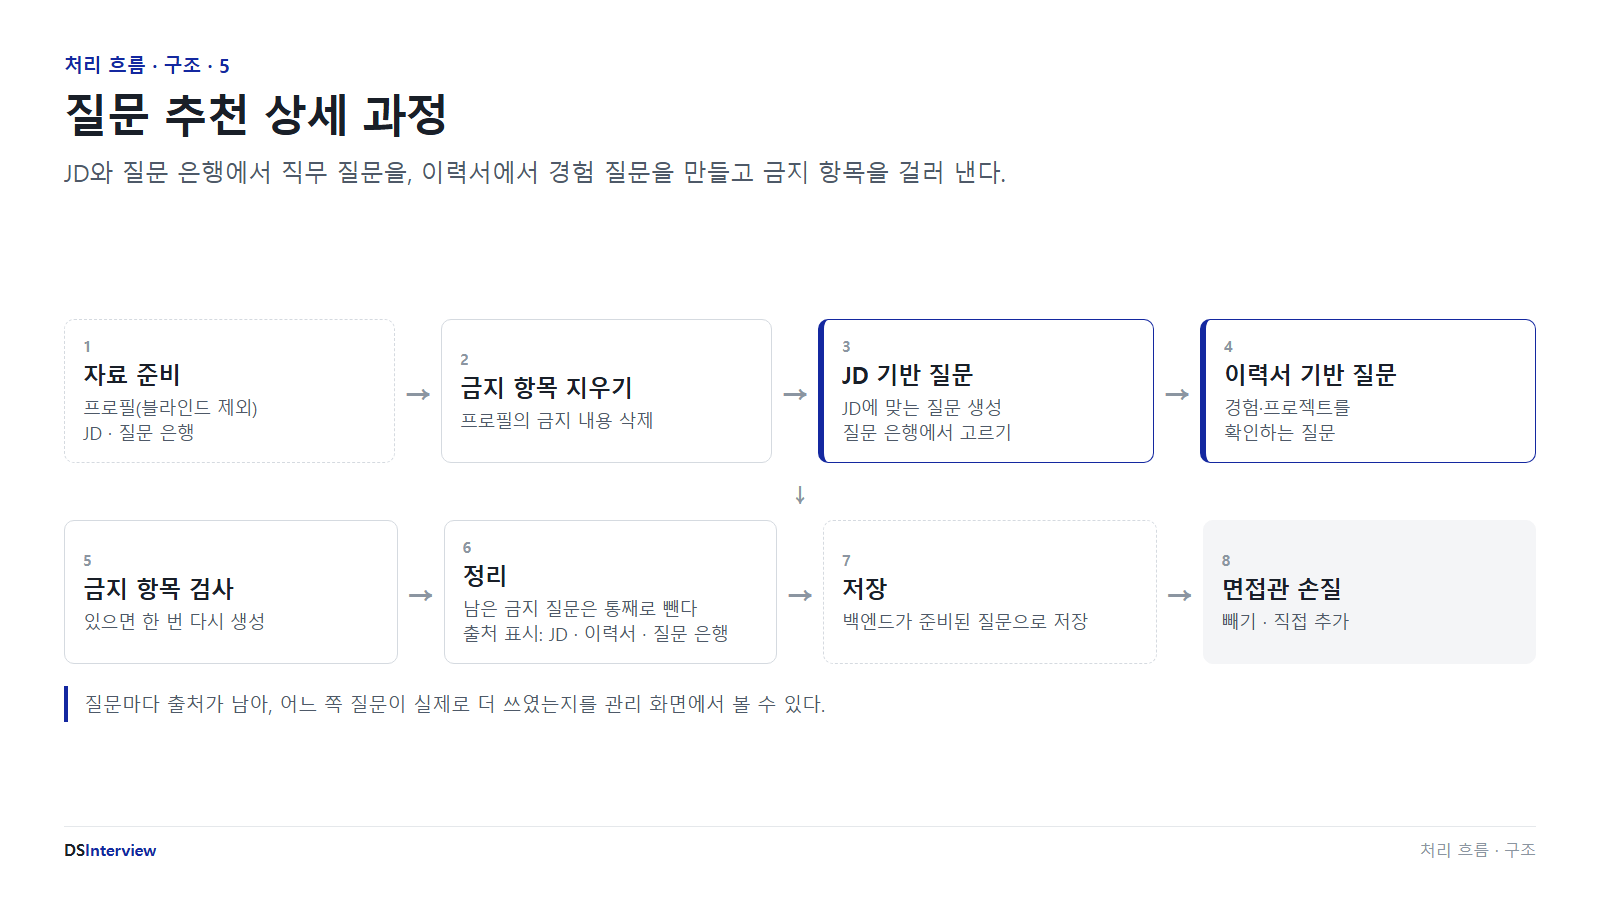 처리 흐름 · 구조 · 5
질문 추천 상세 과정
JD와 질문 은행에서 직무 질문을, 이력서에서 경험 질문을 만들고 금지 항목을 걸러 낸다.
1
자료 준비
프로필(블라인드 제외)
JD · 질문 은행
→
2
금지 항목 지우기
프로필의 금지 내용 삭제
→
3
JD 기반 질문
JD에 맞는 질문 생성
질문 은행에서 고르기
→
4
이력서 기반 질문
경험·프로젝트를
확인하는 질문
↓
5
금지 항목 검사
있으면 한 번 다시 생성
→
6
정리
남은 금지 질문은 통째로 뺀다
출처 표시: JD · 이력서 · 질문 은행
→
7
저장
백엔드가 준비된 질문으로 저장
→
8
면접관 손질
빼기 · 직접 추가
질문마다 출처가 남아, 어느 쪽 질문이 실제로 더 쓰였는지를 관리 화면에서 볼 수 있다.
DSInterview
처리 흐름 · 구조